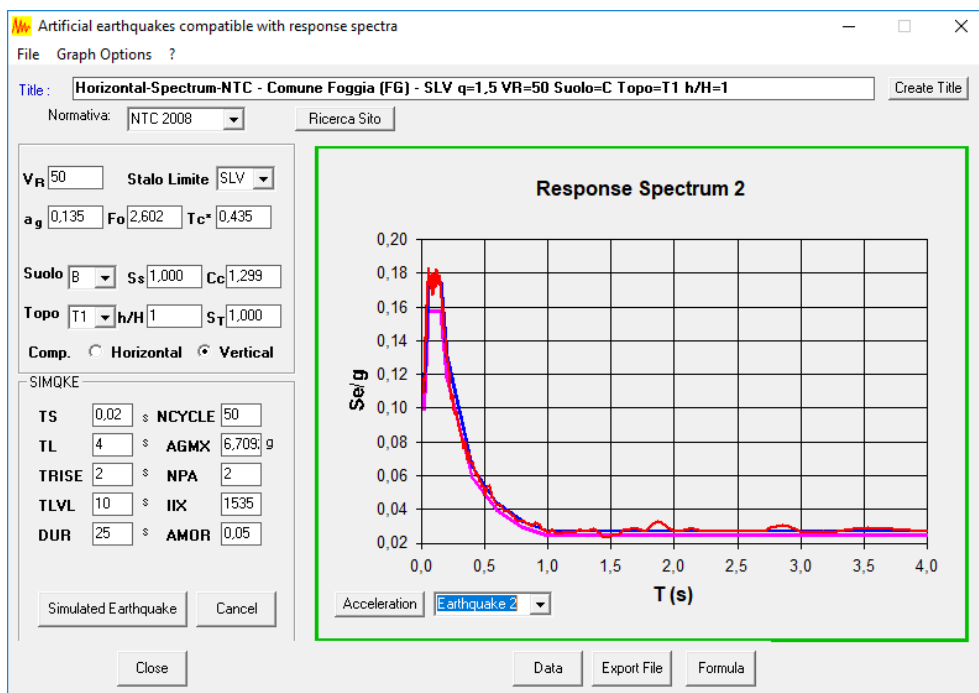 Artificial earthquakes compatible with response spectra
File Graph Options ?
Title : Horizontal-Spectrum-NTC - Comune Foggia (FG) - SLV q=1,5 VR=50 Suolo=C Topo=T1 h/H=1 Create Title
Normativa: NTC 2008 Ricerca Sito
VR 50 Stalo Limite SLV
ag 0,135 Fo 2,602 Tc* 0,435
Suolo B Ss 1,000 Cc 1,299
Topo T1 h/H 1 ST 1,000
Comp. Horizontal Vertical
SIMQKE
TS 0,02 s NCYCLE 50
TL 4 s AGMX 6,709 g
TRISE 2 s NPA 2
TLVL 10 s IIX 1535
DUR 25 s AMOR 0,05
Simulated Earthquake Cancel
Close
Response Spectrum 2
Se/g
0,20
0,18
0,16
0,14
0,12
0,10
0,08
0,06
0,04
0,02
0,0 0,5 1,0 1,5 2,0 2,5 3,0 3,5 4,0
T (s)
Acceleration Earthquake 2
Data Export File Formula